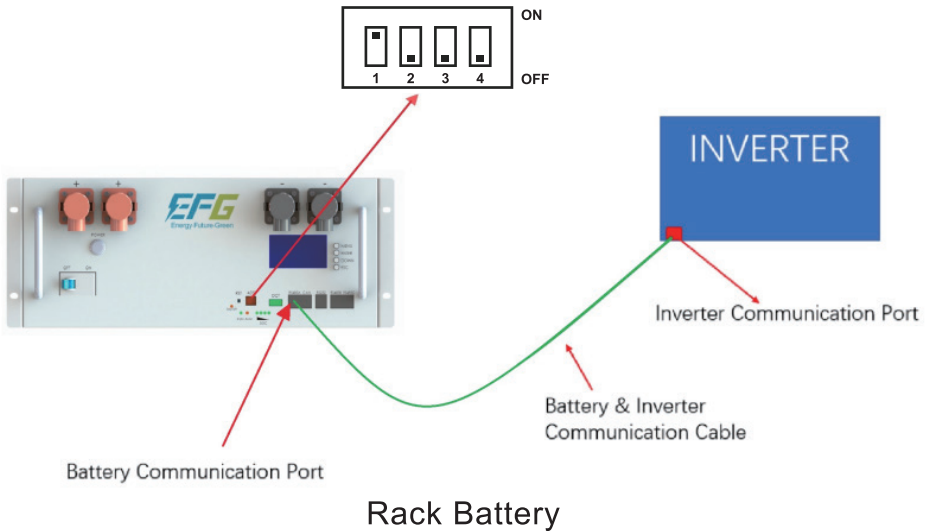 ON
1 2 3 4
OFF
INVERTER
+ + - -
EFG
Energy Future Green
POWER
Inverter Communication Port
Battery & Inverter
Communication Cable
Battery Communication Port
Rack Battery